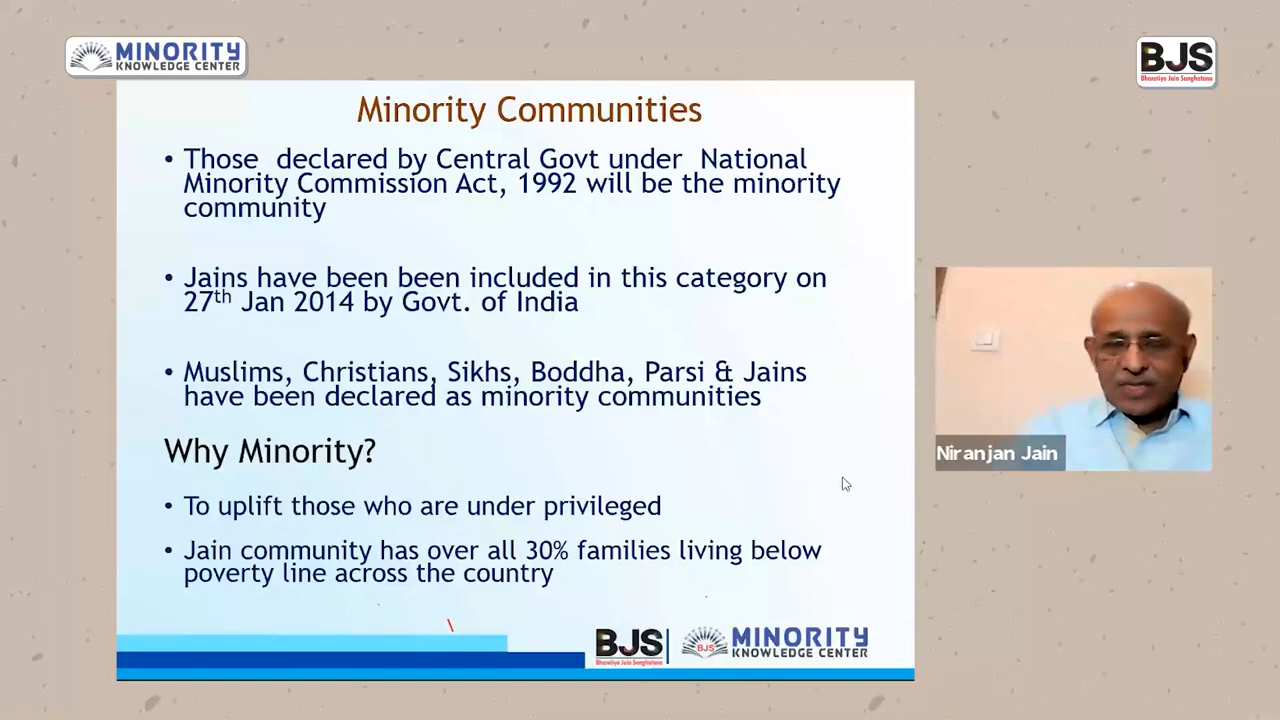 MINORITY
KNOWLEDGE CENTER
BJS
Bharatiya Jain Sanghatana
Minority Communities
• Those declared by Central Govt under National
Minority Commission Act, 1992 will be the minority
community
• Jains have been been included in this category on
27th Jan 2014 by Govt. of India
• Muslims, Christians, Sikhs, Boddha, Parsi & Jains
have been declared as minority communities
Why Minority?
• To uplift those who are under privileged
• Jain community has over all 30% families living below
poverty line across the country
Niranjan Jain
BJS
Bharatiya Jain Sanghatana
BJS
MINORITY
KNOWLEDGE CENTER